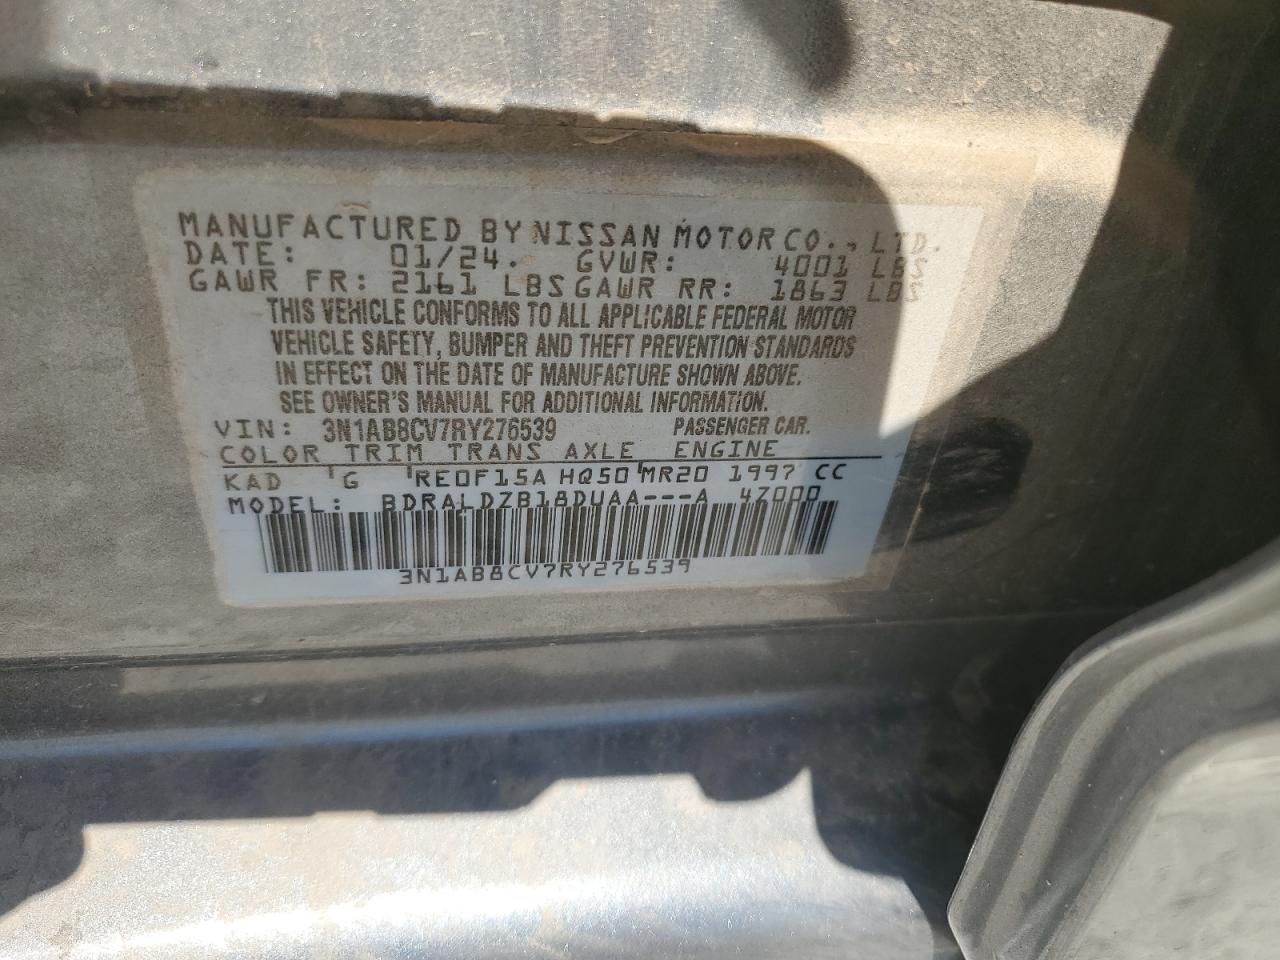 MANUFACTURED BY NISSAN MOTOR CO., LTD.
DATE: 01/24. GVWR: 4001 LBS
GAWR FR: 2161 LBS GAWR RR: 1863 LBS
THIS VEHICLE CONFORMS TO ALL APPLICABLE FEDERAL MOTOR
VEHICLE SAFETY, BUMPER AND THEFT PREVENTION STANDARDS
IN EFFECT ON THE DATE OF MANUFACTURE SHOWN ABOVE.
SEE OWNER'S MANUAL FOR ADDITIONAL INFORMATION.
VIN: 3N1AB8CV7RY276539 PASSENGER CAR.
COLOR TRIM TRANS AXLE ENGINE
KAD G RE0F15A HQ50 MR20 1997 CC
MODEL: BDRALDZB18DUAA---A 4Z000
3N1AB8CV7RY276539